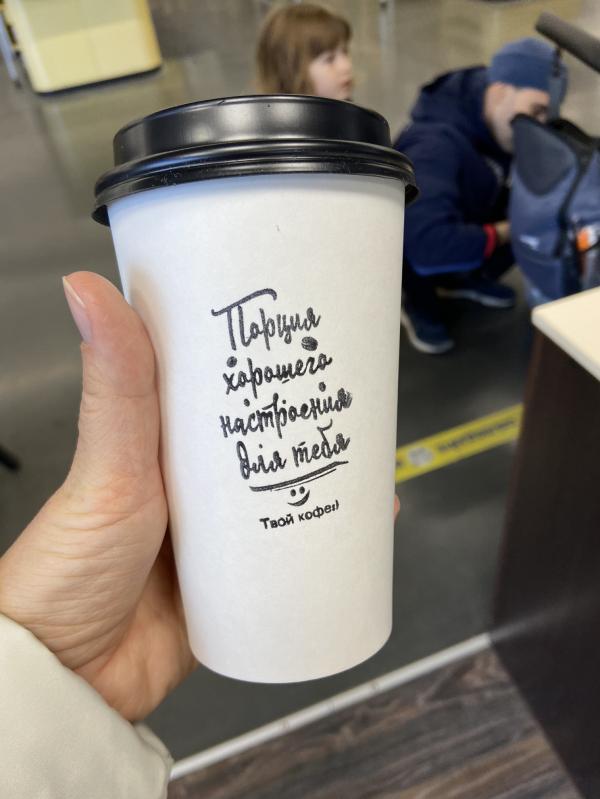 Порция
хорошего
настроения
для тебя
Твой кофе:)